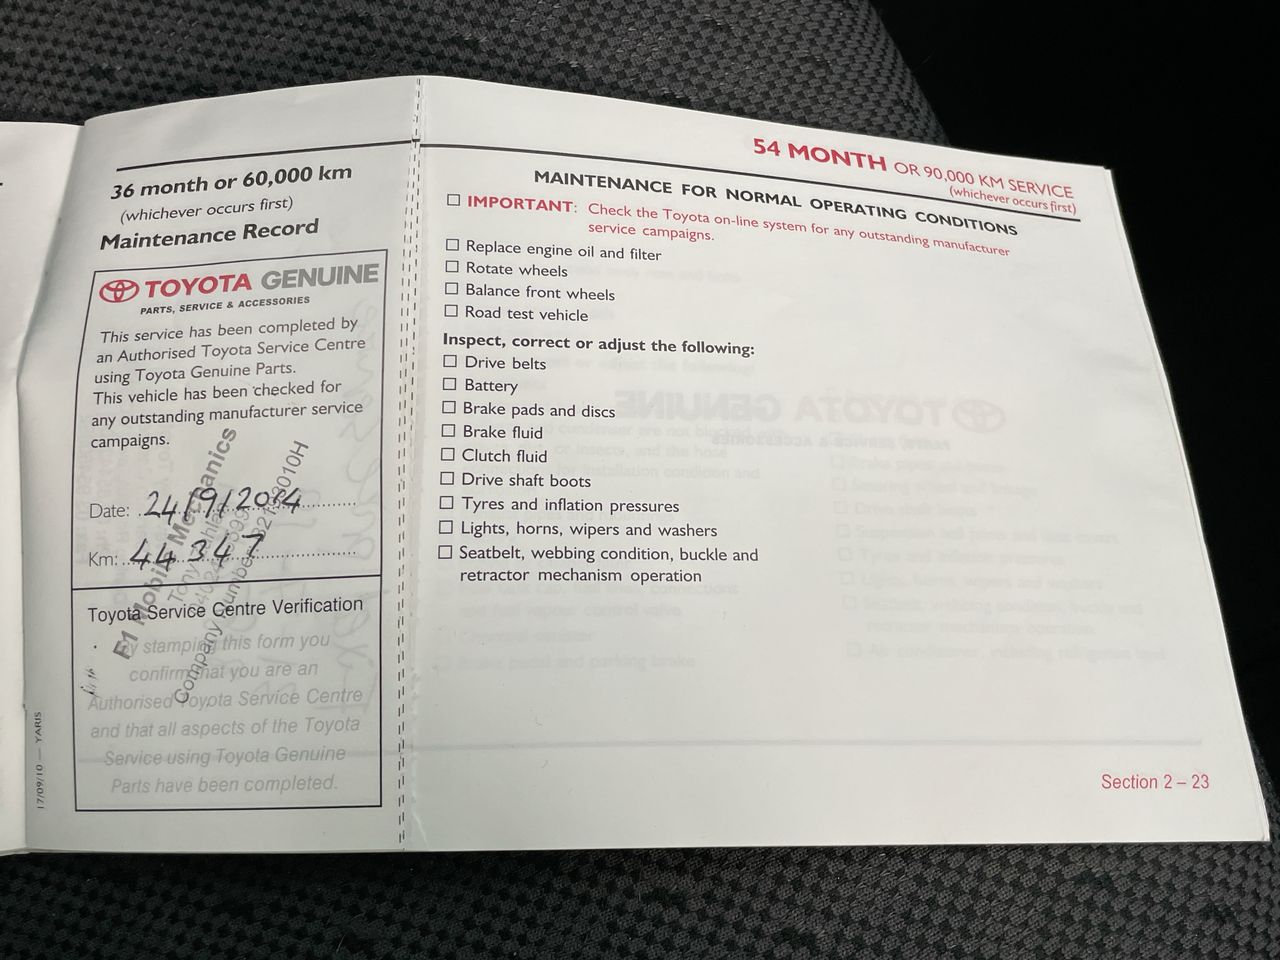 36 month or 60,000 km
(whichever occurs first)
Maintenance Record
TOYOTA GENUINE
PARTS, SERVICE & ACCESSORIES
This service has been completed by
an Authorised Toyota Service Centre
using Toyota Genuine Parts.
This vehicle has been checked for
any outstanding manufacturer service
campaigns.
Date: 24/9/2014
Km: 44347
F1 Mobile Mechanics
Tony
Company Number
Toyota Service Centre Verification
By stamping this form you
confirm that you are an
Authorised Toyota Service Centre
and that all aspects of the Toyota
Service using Toyota Genuine
Parts have been completed.
17/09/10 — YARIS
54 MONTH OR 90,000 KM SERVICE
(whichever occurs first)
MAINTENANCE FOR NORMAL OPERATING CONDITIONS
IMPORTANT: Check the Toyota on-line system for any outstanding manufacturer
service campaigns.
Replace engine oil and filter
Rotate wheels
Balance front wheels
Road test vehicle
Inspect, correct or adjust the following:
Drive belts
Battery
Brake pads and discs
Brake fluid
Clutch fluid
Drive shaft boots
Tyres and inflation pressures
Lights, horns, wipers and washers
Seatbelt, webbing condition, buckle and
retractor mechanism operation
Section 2 – 23